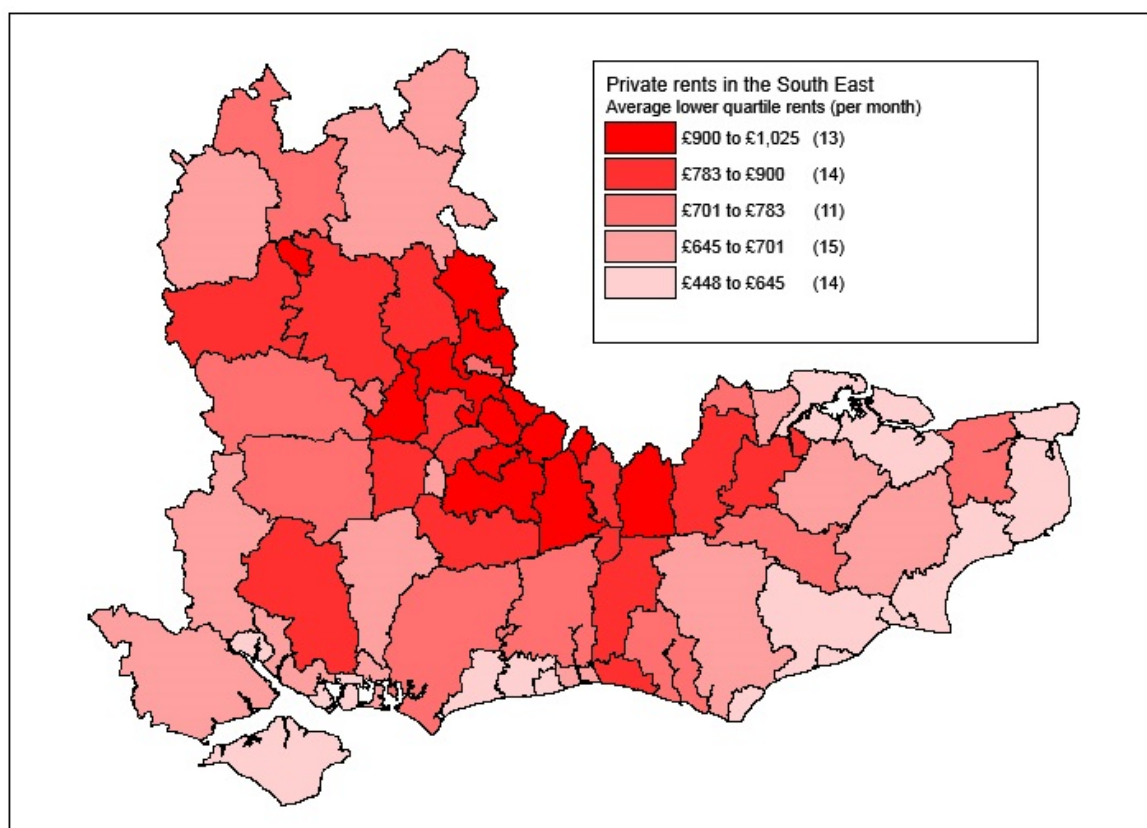 Private rents in the South East
Average lower quartile rents (per month)
£900 to £1,025 (13)
£783 to £900 (14)
£701 to £783 (11)
£645 to £701 (15)
£448 to £645 (14)